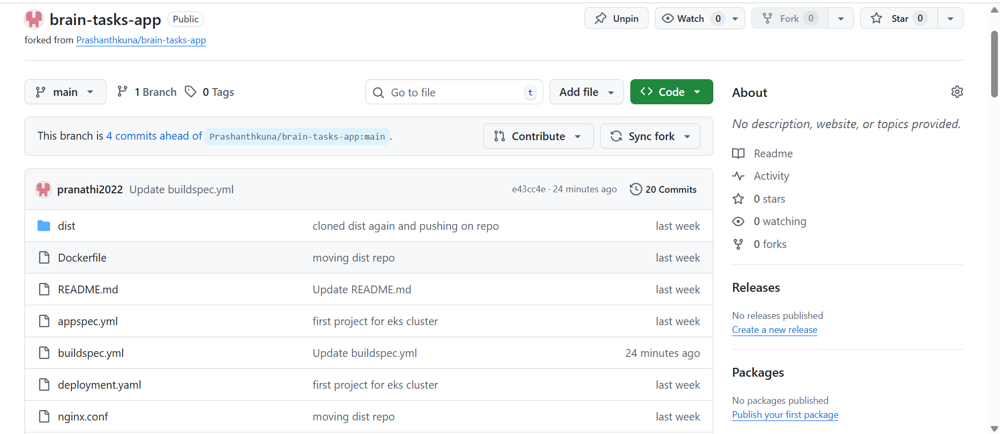 brain-tasks-app Public Unpin Watch 0 Fork 0 Star 0
forked from Prashanthkuna/brain-tasks-app
main 1 Branch 0 Tags Go to file t Add file Code
This branch is 4 commits ahead of Prashanthkuna/brain-tasks-app:main . Contribute Sync fork
pranathi2022 Update buildspec.yml e43cc4e · 24 minutes ago 20 Commits
dist cloned dist again and pushing on repo last week
Dockerfile moving dist repo last week
README.md Update README.md last week
appspec.yml first project for eks cluster last week
buildspec.yml Update buildspec.yml 24 minutes ago
deployment.yaml first project for eks cluster last week
nginx.conf moving dist repo last week
About
No description, website, or topics provided.
Readme
Activity
0 stars
0 watching
0 forks
Releases
No releases published
Create a new release
Packages
No packages published
Publish your first package